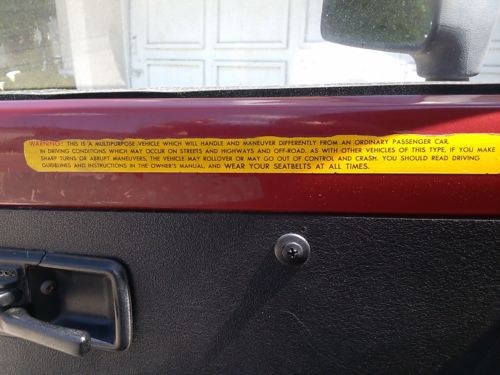 WARNING! THIS IS A MULTIPURPOSE VEHICLE WHICH WILL HANDLE AND MANEUVER DIFFERENTLY FROM AN ORDINARY PASSENGER CAR,
IN DRIVING CONDITIONS WHICH MAY OCCUR ON STREETS AND HIGHWAYS AND OFF-ROAD. AS WITH OTHER VEHICLES OF THIS TYPE, IF YOU MAKE
SHARP TURNS OR ABRUPT MANEUVERS, THE VEHICLE MAY ROLLOVER OR MAY GO OUT OF CONTROL AND CRASH. YOU SHOULD READ DRIVING
GUIDELINES AND INSTRUCTIONS IN THE OWNER'S MANUAL, AND WEAR YOUR SEATBELTS AT ALL TIMES.